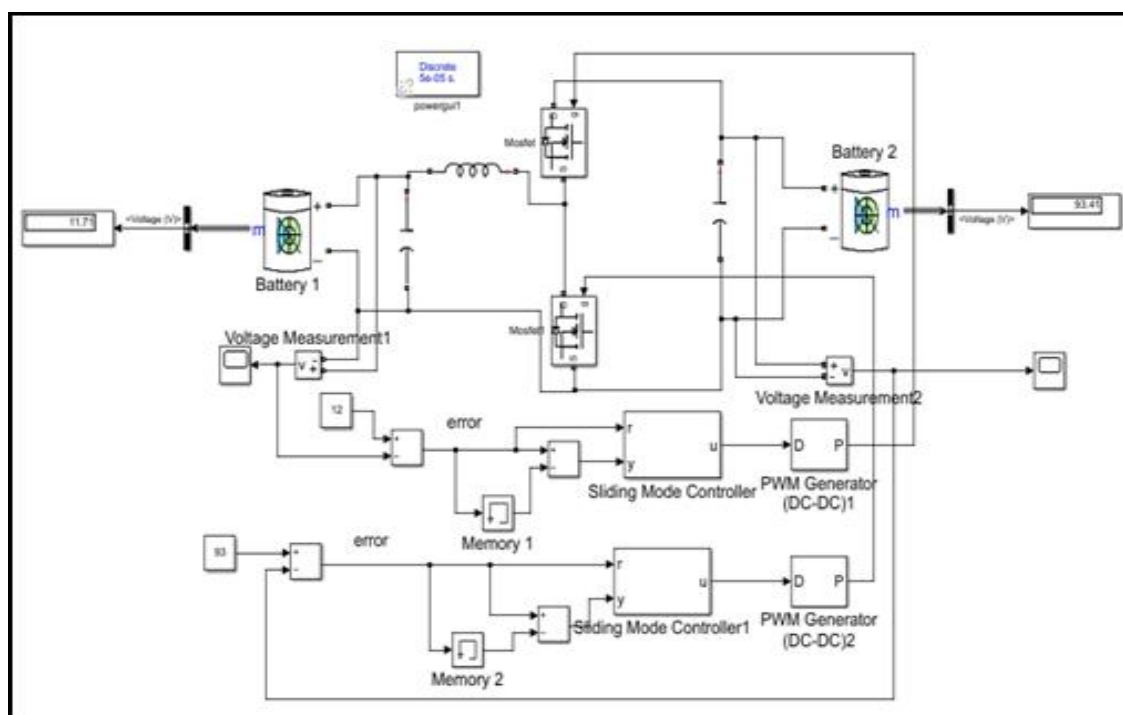 Discrete
5e-05 s.
powergui1
Mosfet
g
S
Battery 2
+
m
−
<Voltage (V)>
93.41
11.71
<Voltage (V)>
m
+
−
Battery 1
Mosfet1
g
S
Voltage Measurement1
v
-
+
+
-
v
Voltage Measurement2
12
+
−
error
+
−
r
y
u
Sliding Mode Controller
D
P
PWM Generator
(DC-DC)1
Memory 1
93
+
−
error
+
−
r
y
u
Sliding Mode Controller1
D
P
PWM Generator
(DC-DC)2
Memory 2